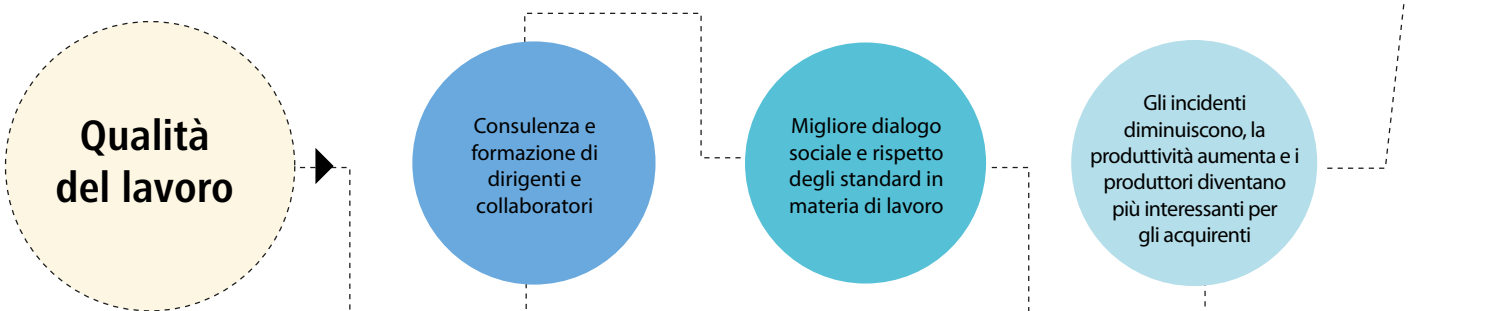 Qualità
del lavoro
Consulenza e
formazione di
dirigenti e
collaboratori
Migliore dialogo
sociale e rispetto
degli standard in
materia di lavoro
Gli incidenti
diminuiscono, la
produttività aumenta e i
produttori diventano
più interessanti per
gli acquirenti